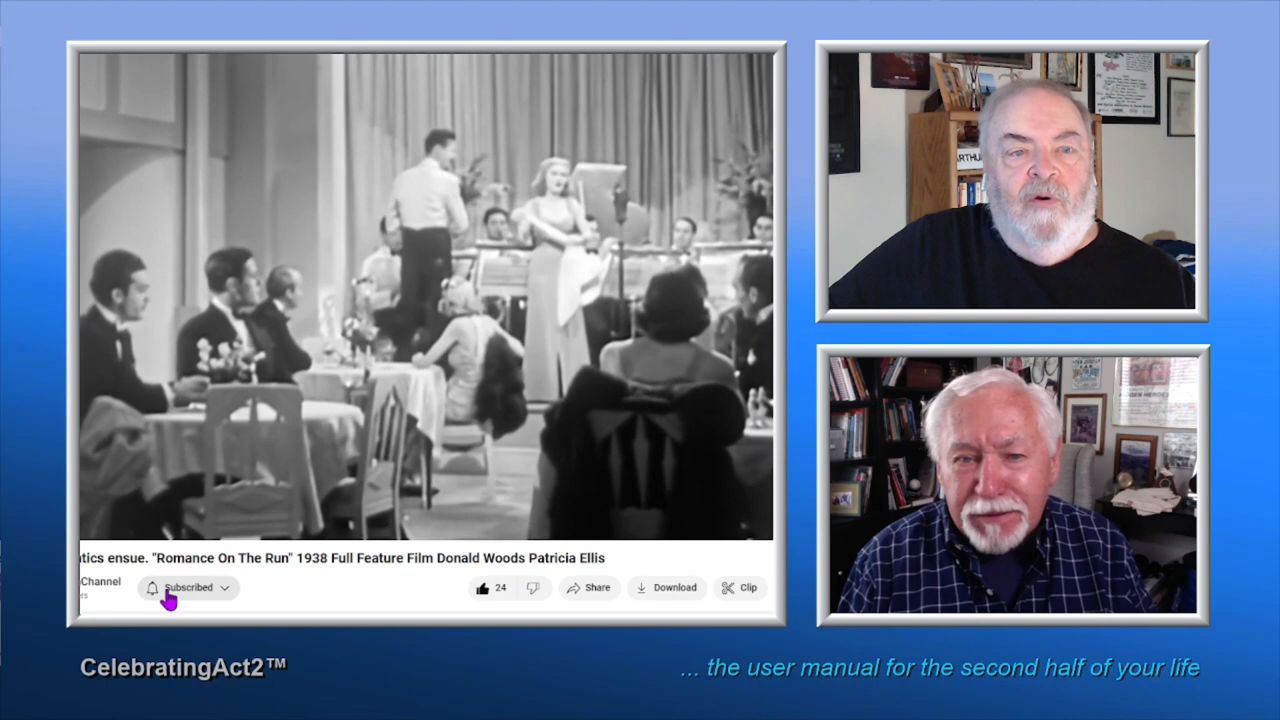 ARTHU
tics ensue. "Romance On The Run" 1938 Full Feature Film Donald Woods Patricia Ellis
Channel
Subscribed
24
Share
Download
Clip
CelebratingAct2™
... the user manual for the second half of your life